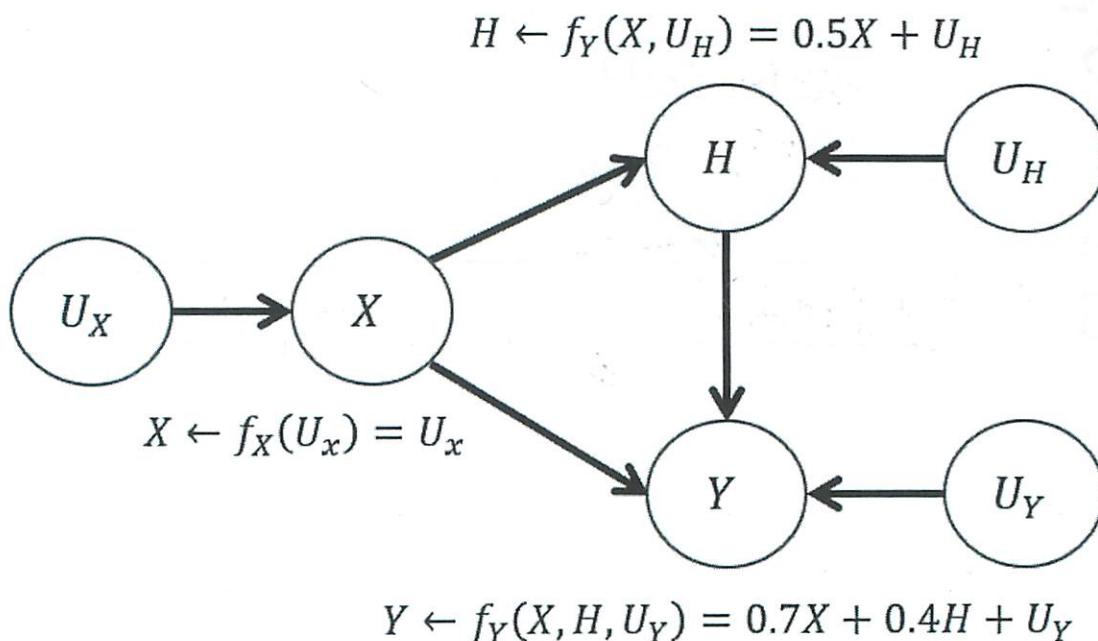 H ← f_Y(X, U_H) = 0.5X + U_H
H
U_H
U_X
X
X ← f_X(U_x) = U_x
Y
U_Y
Y ← f_Y(X, H, U_Y) = 0.7X + 0.4H + U_Y